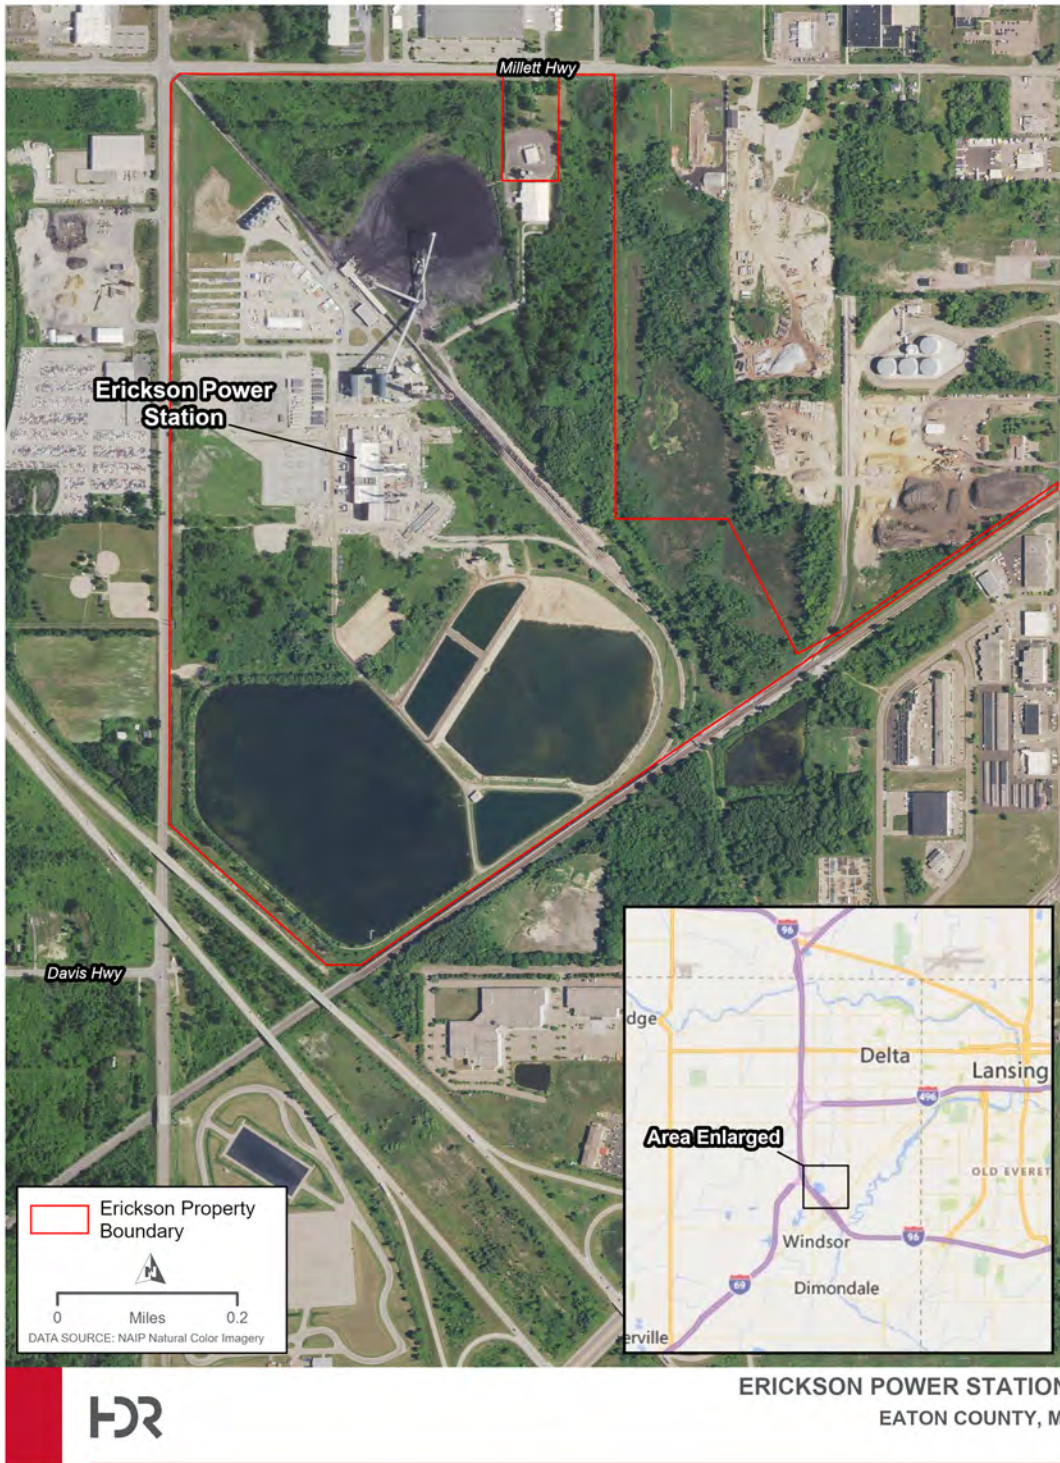 Millett Hwy
Erickson Power
Station
Davis Hwy
Erickson Property
Boundary
N
0
Miles
0.2
DATA SOURCE: NAIP Natural Color Imagery
96
dge
Delta
Lansing
496
Area Enlarged
OLD EVERET
Windsor
96
Dimondale
69
erville
HDR
ERICKSON POWER STATION
EATON COUNTY, M